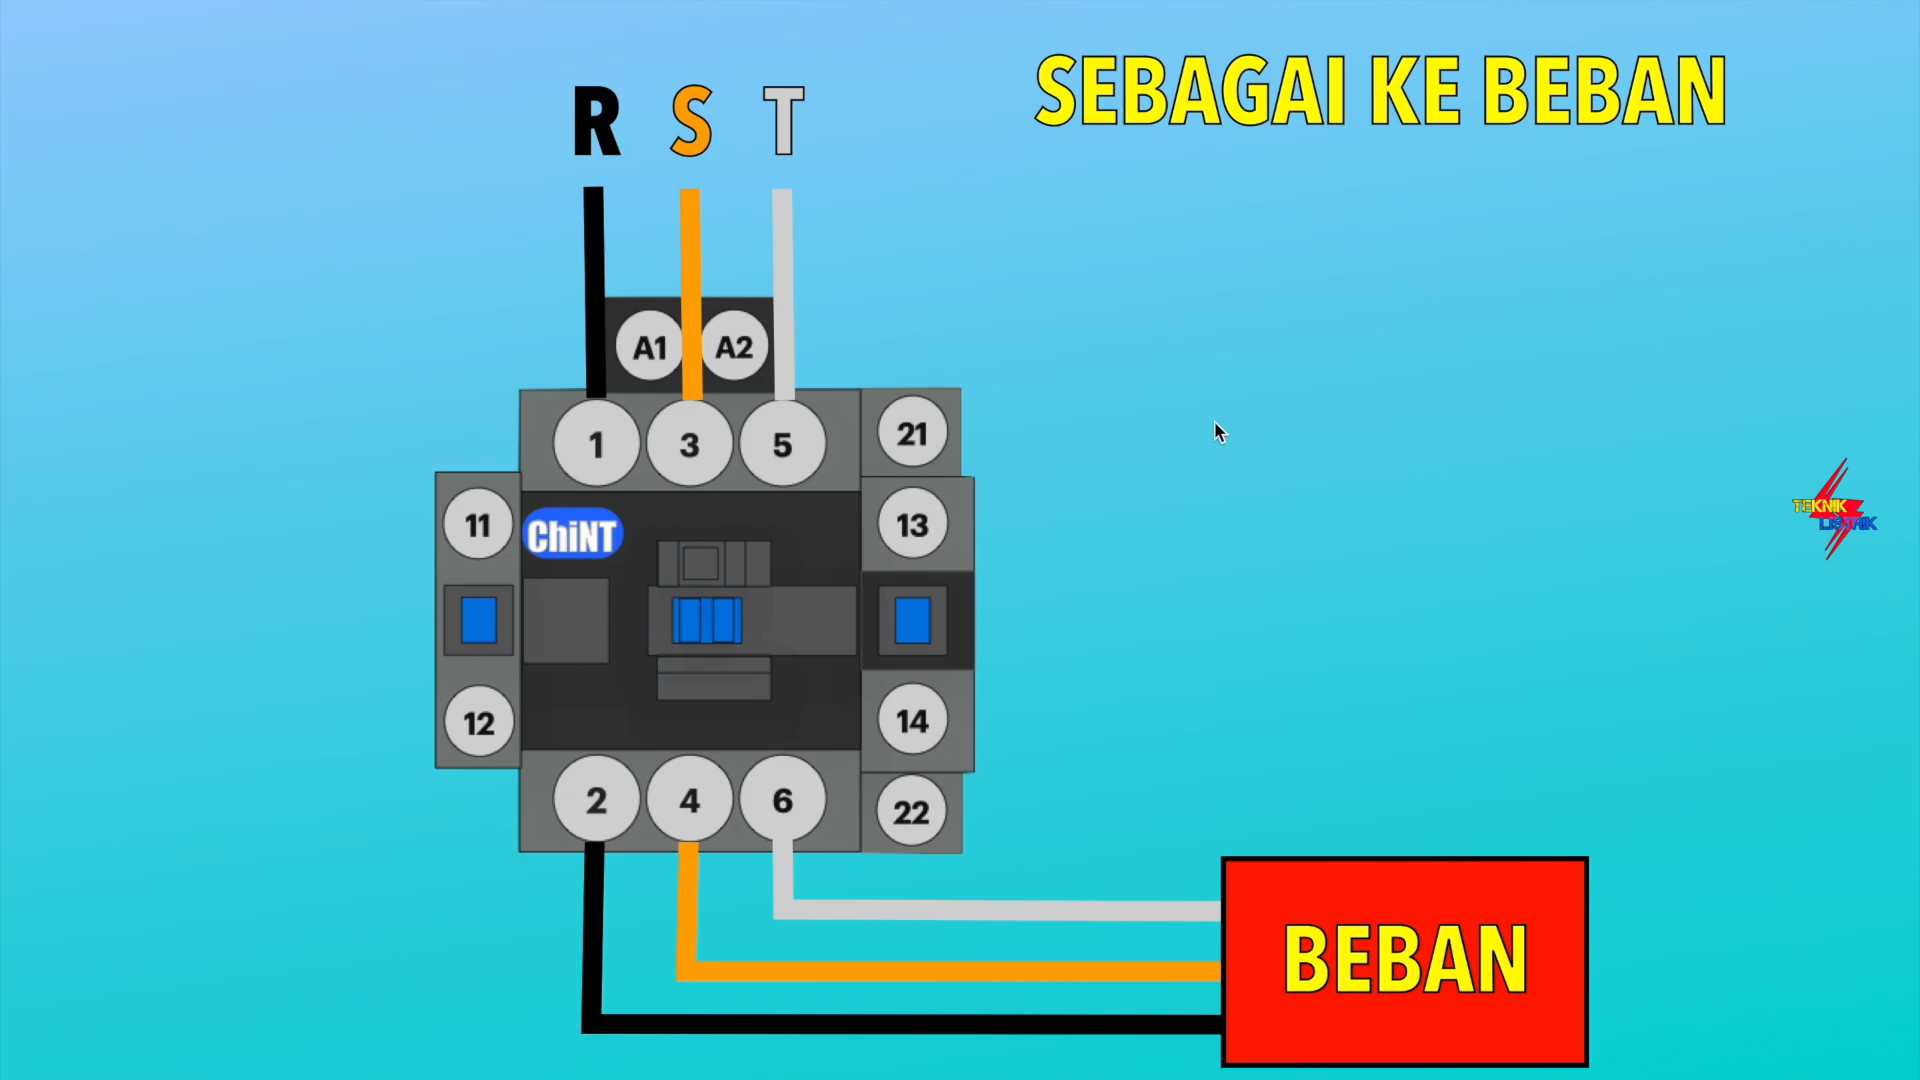 SEBAGAI KE BEBAN
R S T
A1 A2
1 3 5 21
11 ChiNT 13
12 14
2 4 6 22
BEBAN
TEKNIK
LISTRIK